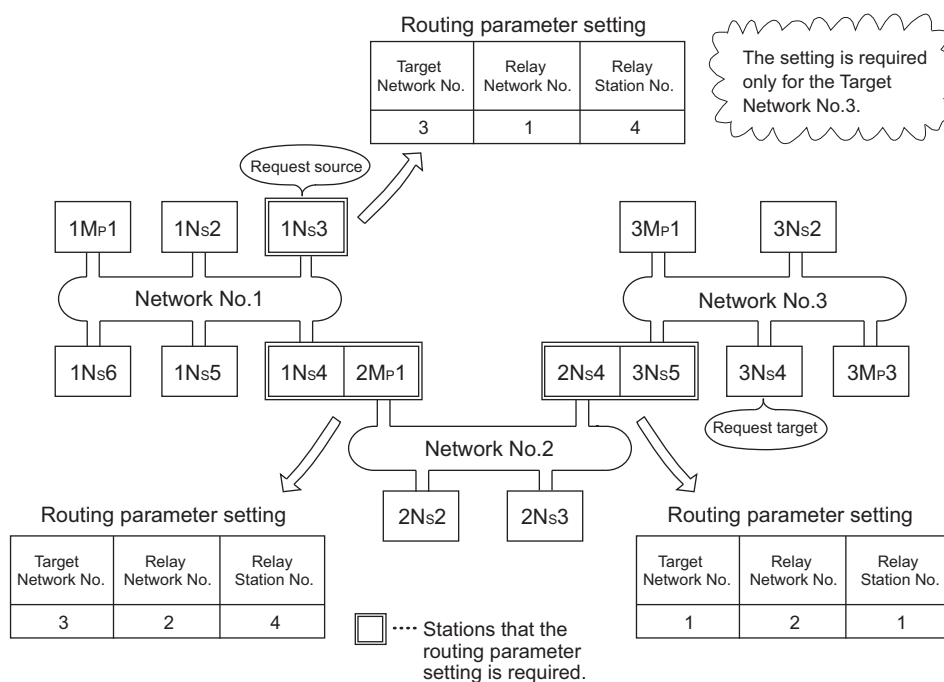 Routing parameter setting
Target Network No.
Relay Network No.
Relay Station No.
3
1
4
The setting is required
only for the Target
Network No.3.
Request source
1MP1
1NS2
1NS3
3MP1
3NS2
Network No.1
Network No.3
1NS6
1NS5
1NS4
2MP1
2NS4
3NS5
3NS4
3MP3
Request target
Network No.2
2NS2
2NS3
Routing parameter setting
Target Network No.
Relay Network No.
Relay Station No.
3
2
4
Routing parameter setting
Target Network No.
Relay Network No.
Relay Station No.
1
2
1
Stations that the
routing parameter
setting is required.